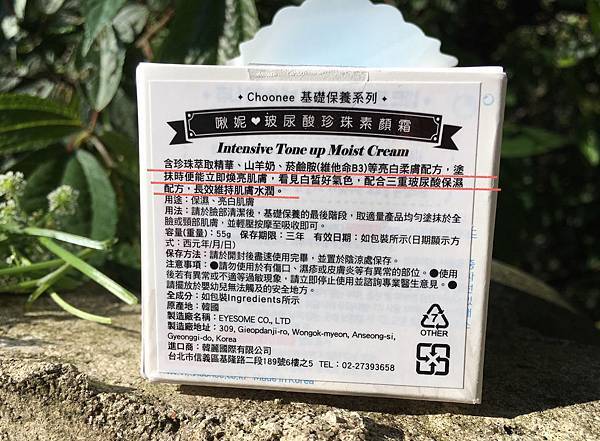 ✦ Choonee 基礎保養系列 ✦
啾妮♥玻尿酸珍珠素顏霜
Intensive Tone up Moist Cream
含珍珠萃取精華、山羊奶、菸鹼胺(維他命B3)等亮白柔膚配方，塗
抹時便能立即煥亮肌膚，看見白皙好氣色，配合三重玻尿酸保濕
配方，長效維持肌膚水潤。
用途：保濕、亮白肌膚
用法：請於臉部清潔後，基礎保養的最後階段，取適量產品均勻塗抹於全
臉或頸部肌膚，並輕壓按摩至吸收即可。
容量(重量)：55g 保存期限：三年 有效日期：如包裝所示(日期顯示方
式：西元年/月/日)
保存方法：請於開封後盡速使用完畢，並置於陰涼處保存。
注意事項：●請勿使用於有傷口、濕疹或皮膚炎等有異常的部位。●使用
後若有異常或不適等過敏現象，請立即停止使用並諮詢專業醫生意見。●
請擺放於嬰幼兒無法觸及的安全地方。
全成分：如包裝Ingredients所示
原產地：韓國
製造廠名稱：EYESOME CO., LTD
製造廠地址：309, Gieopdanji-ro, Wongok-myeon, Anseong-si,
Gyeonggi-do, Korea
進口商：韓麗國際有限公司
台北市信義區基隆路二段189號6樓之5 TEL：02-27393658
7
OTHER
Made in Korea